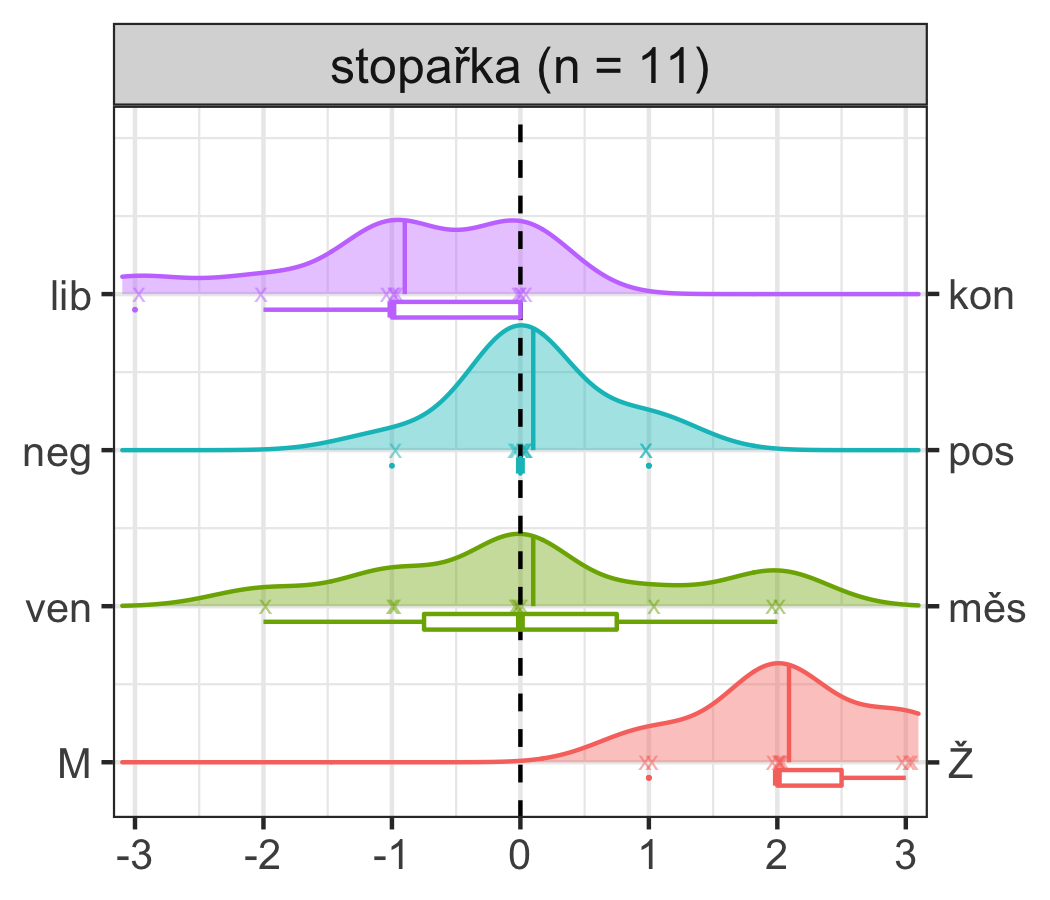 stopařka (n = 11)
lib kon
neg pos
ven měs
M Ž
-3 -2 -1 0 1 2 3